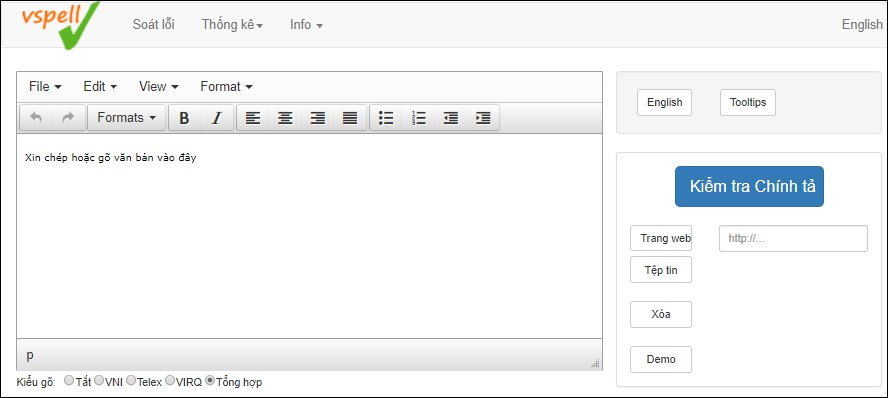 vspell Soát lỗi Thống kê Info English
File Edit View Format
English Tooltips
Formats B I
Xin chép hoặc gõ văn bản vào đây
Kiểm tra Chính tả
Trang web http://...
Tệp tin
Xóa
Demo
p
Kiểu gõ: Tắt VNI Telex VIRQ Tổng hợp